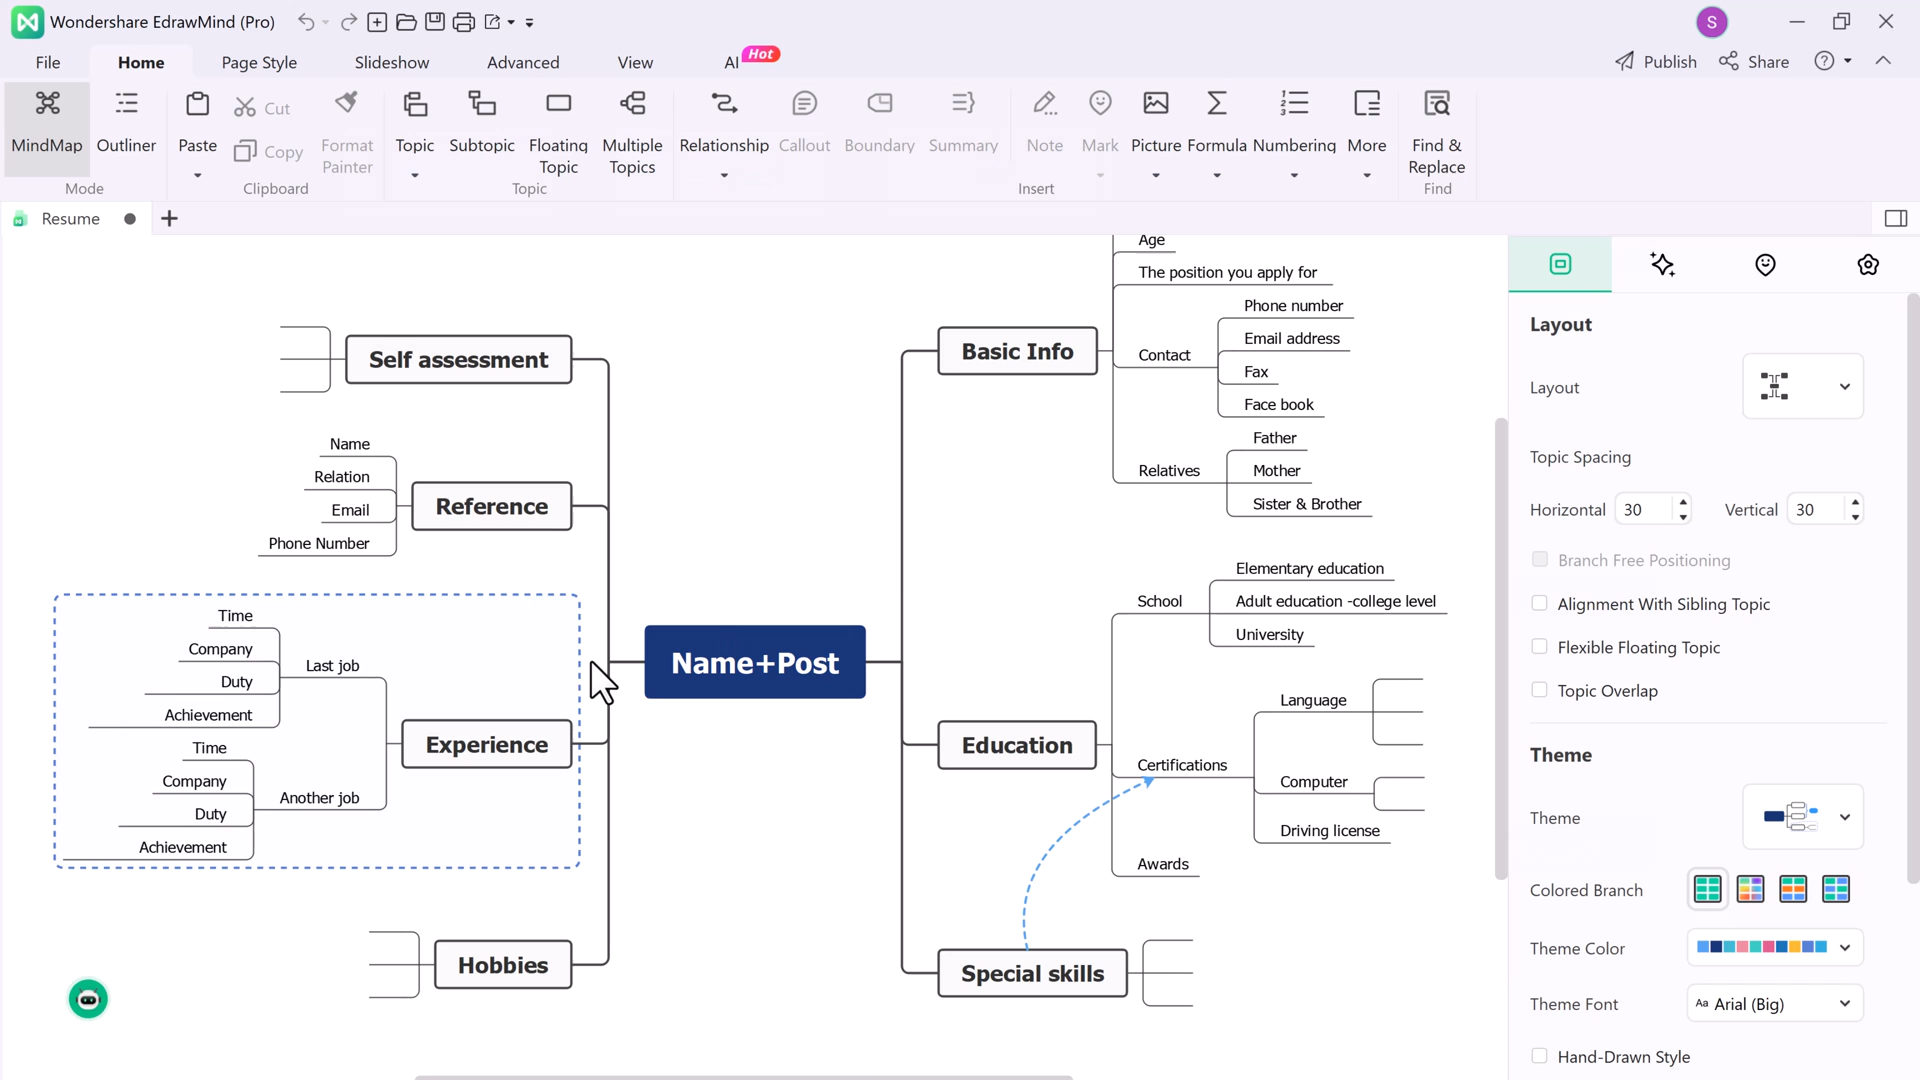 Wondershare EdrawMind (Pro)
S
File
Home
Page Style
Slideshow
Advanced
View
AI
Hot
Publish
Share
MindMap
Outliner
Mode
Paste
Cut
Copy
Format
Painter
Clipboard
Topic
Subtopic
Floating
Topic
Multiple
Topics
Topic
Relationship
Callout
Boundary
Summary
Note
Mark
Picture
Formula
Numbering
More
Insert
Find &
Replace
Find
Resume
Self assessment
Name
Relation
Email
Phone Number
Reference
Time
Company
Duty
Achievement
Last job
Time
Company
Duty
Achievement
Another job
Experience
Hobbies
Name+Post
Basic Info
Age
The position you apply for
Contact
Phone number
Email address
Fax
Face book
Relatives
Father
Mother
Sister & Brother
Education
School
Elementary education
Adult education -college level
University
Certifications
Language
Computer
Driving license
Awards
Special skills
Layout
Layout
Topic Spacing
Horizontal 30
Vertical 30
Branch Free Positioning
Alignment With Sibling Topic
Flexible Floating Topic
Topic Overlap
Theme
Theme
Colored Branch
Theme Color
Theme Font
Aa Arial (Big)
Hand-Drawn Style